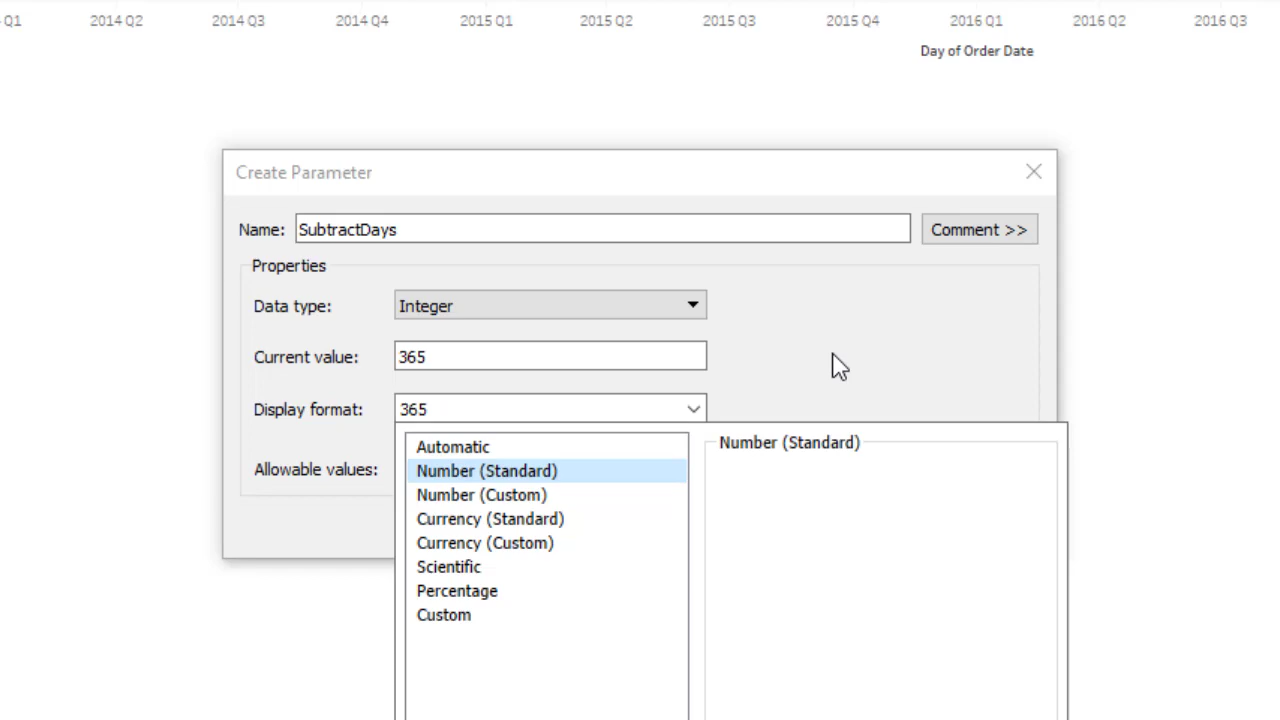 Q1 2014 Q2 2014 Q3 2014 Q4 2015 Q1 2015 Q2 2015 Q3 2015 Q4 2016 Q1 2016 Q2 2016 Q3
Day of Order Date
Create Parameter
Name: SubtractDays Comment >>
Properties
Data type: Integer
Current value: 365
Display format: 365
Allowable values:
Automatic
Number (Standard)
Number (Custom)
Currency (Standard)
Currency (Custom)
Scientific
Percentage
Custom
Number (Standard)